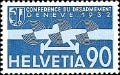 CONFERENCE DU DESARMEMENT
GENEVE 1932
HELVETIA 90